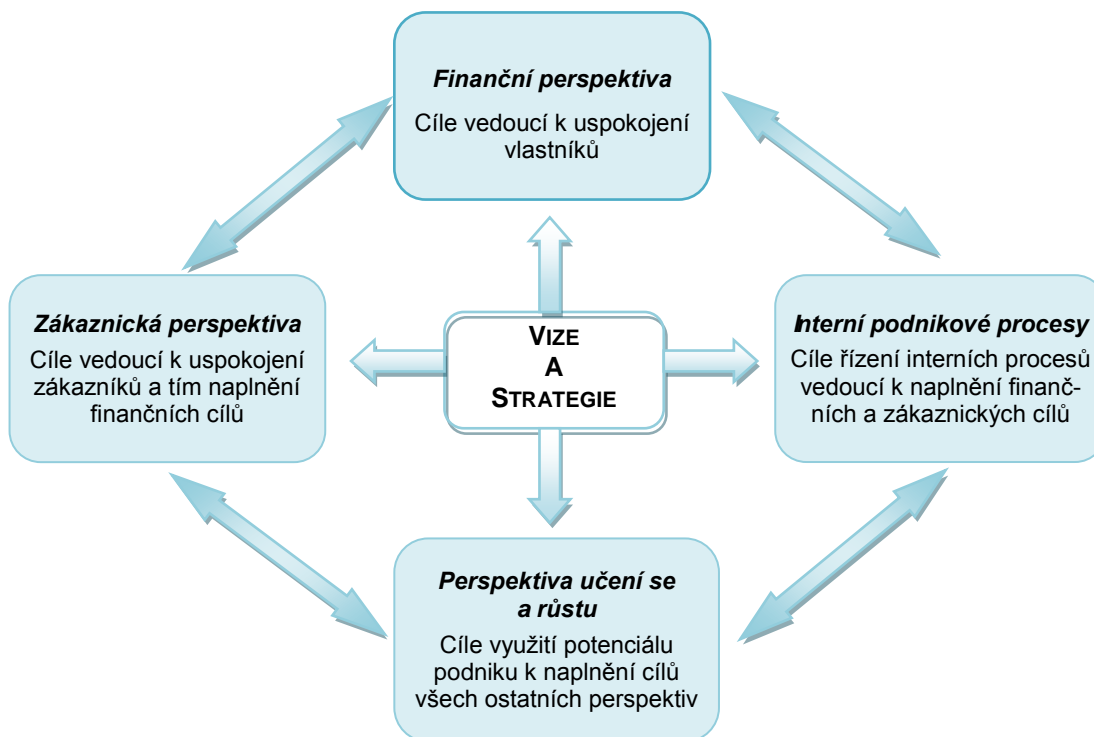 Finanční perspektiva
Cíle vedoucí k uspokojení
vlastníků
Zákaznická perspektiva
Cíle vedoucí k uspokojení
zákazníků a tím naplnění
finančních cílů
VIZE
A
STRATEGIE
Interní podnikové procesy
Cíle řízení interních procesů
vedoucí k naplnění finanč-
ních a zákaznických cílů
Perspektiva učení se
a růstu
Cíle využití potenciálu
podniku k naplnění cílů
všech ostatních perspektiv